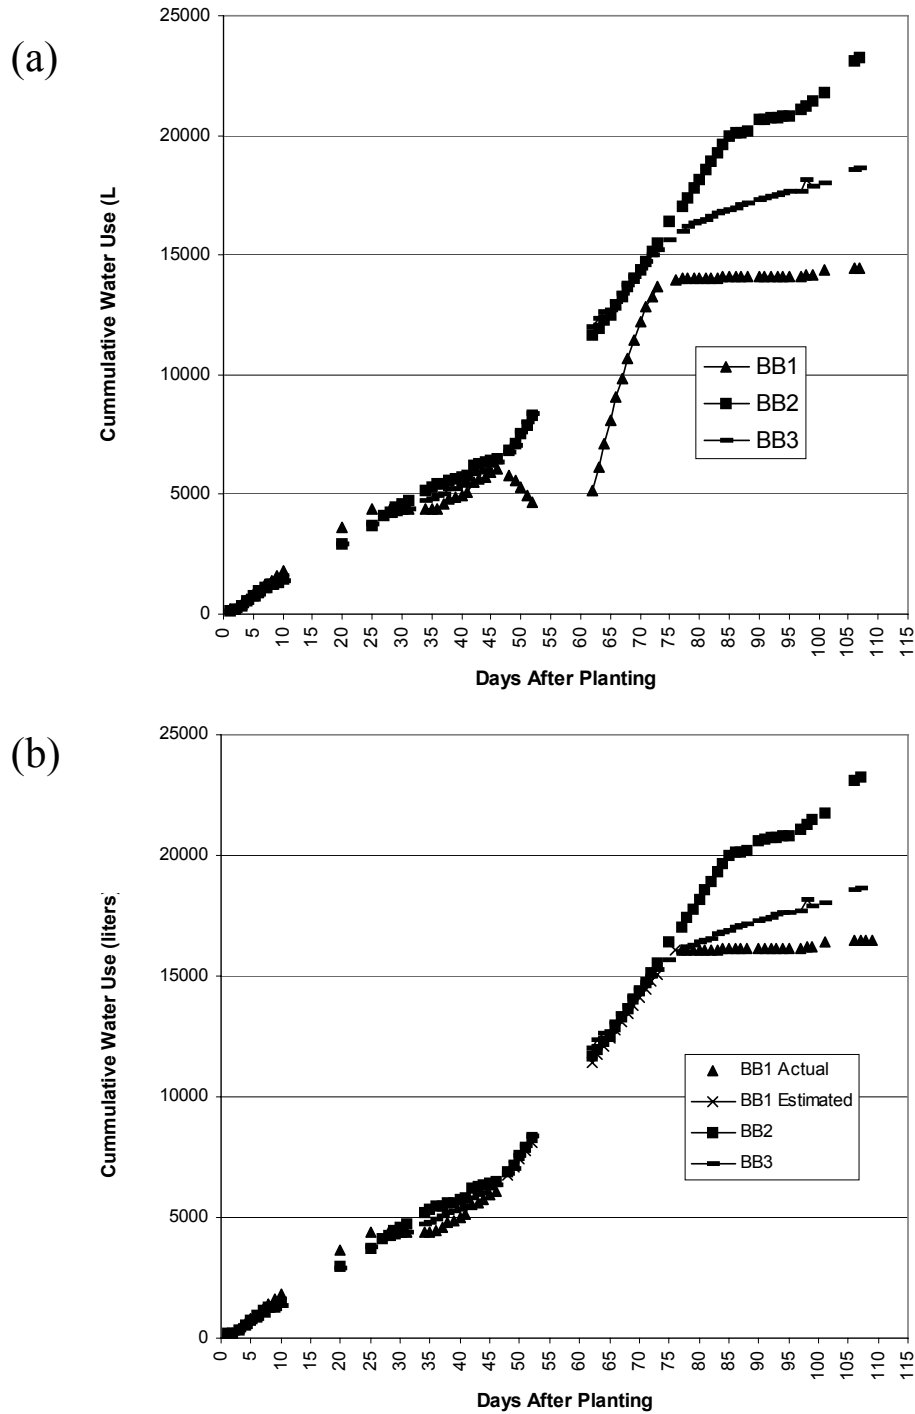 (a)
25000
20000
15000
10000
5000
0
Cummulative Water Use (L
0 5 10 15 20 25 30 35 40 45 50 55 60 65 70 75 80 85 90 95 100 105 110 115
Days After Planting
BB1
BB2
BB3
(b)
25000
20000
15000
10000
5000
0
Cummulative Water Use (liters)
0 5 10 15 20 25 30 35 40 45 50 55 60 65 70 75 80 85 90 95 100 105 110 115
Days After Planting
BB1 Actual
BB1 Estimated
BB2
BB3